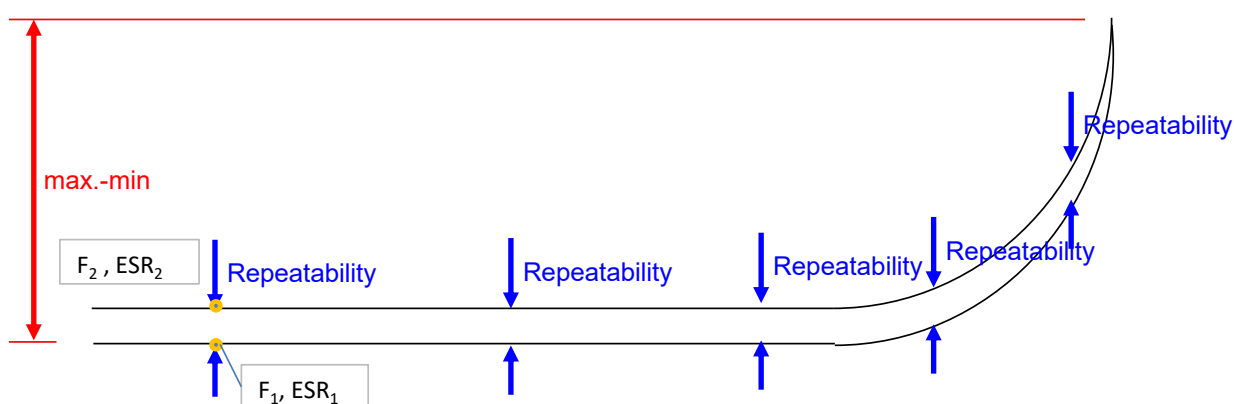 Repeatability
max.-min
F₂ , ESR₂
Repeatability
Repeatability
Repeatability
Repeatability
F₁, ESR₁